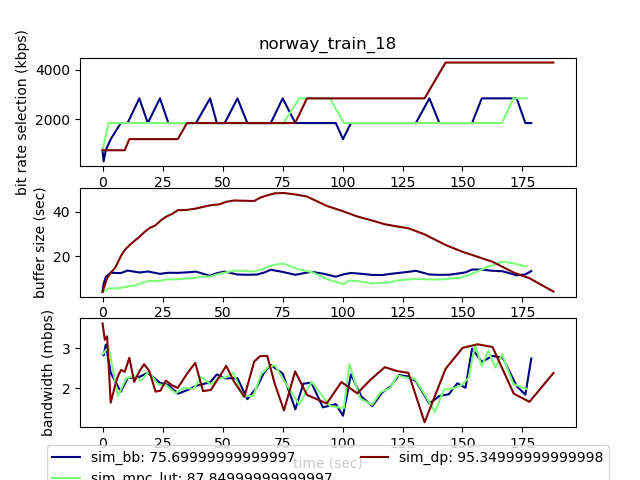 norway_train_18
bit rate selection (kbps)
4000
2000
0 25 50 75 100 125 150 175
buffer size (sec)
40
20
0 25 50 75 100 125 150 175
bandwidth (mbps)
3
2
0 25 50 75 100 125 150 175
time (sec)
sim_bb: 75.69999999999997
sim_dp: 95.34999999999998
sim_mpc_lut: 87.84999999999997